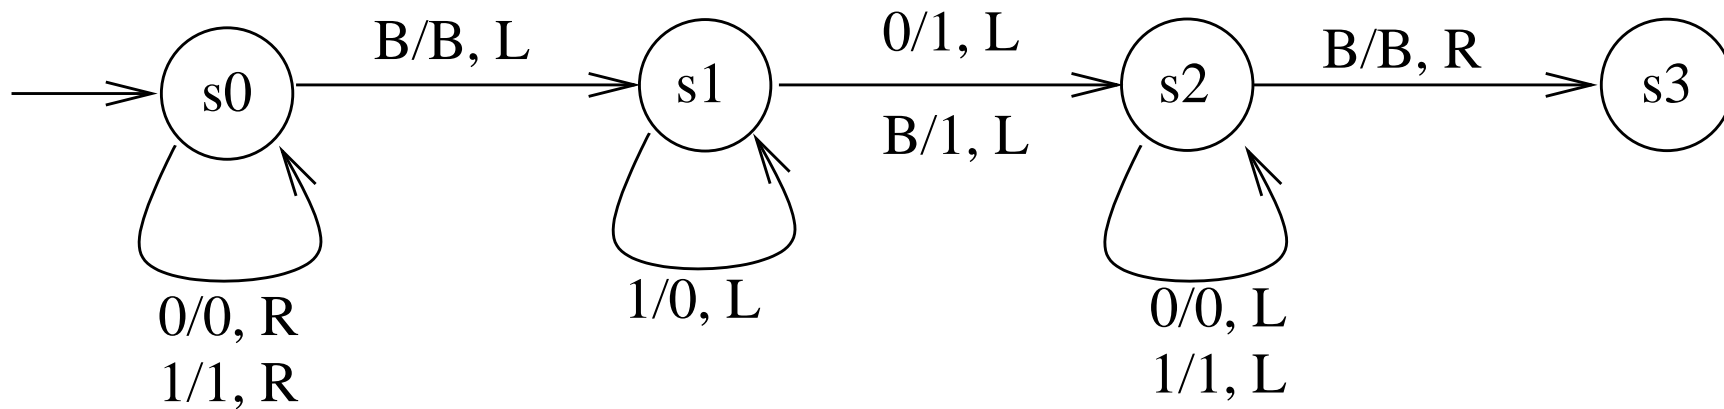 B/B, L
0/1, L
B/B, R
s0
s1
s2
s3
B/1, L
1/0, L
0/0, R
1/1, R
0/0, L
1/1, L